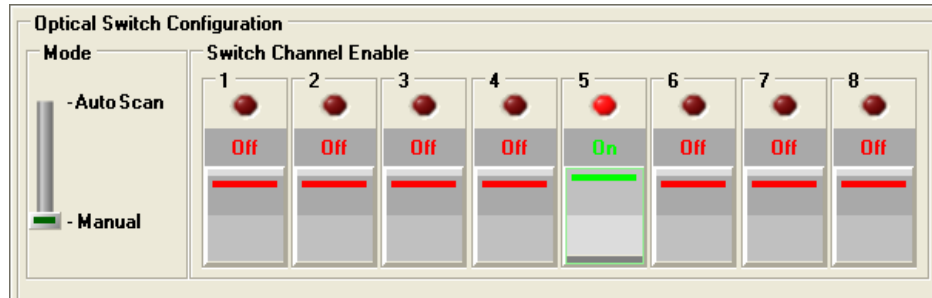 Optical Switch Configuration
Mode
Switch Channel Enable
1 2 3 4 5 6 7 8
- Auto Scan
Off Off Off Off On Off Off Off
- Manual